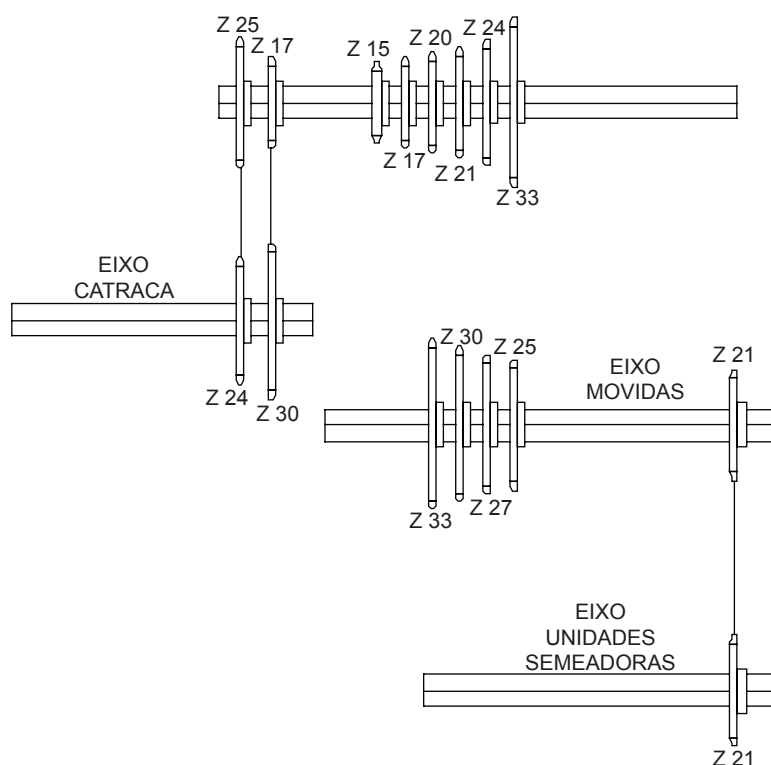 Z 25
Z 17
Z 15
Z 20
Z 24
Z 17
Z 21
Z 33
EIXO
CATRACA
Z 24
Z 30
Z 30
Z 25
EIXO
MOVIDAS
Z 21
Z 33
Z 27
EIXO
UNIDADES
SEMEADORAS
Z 21